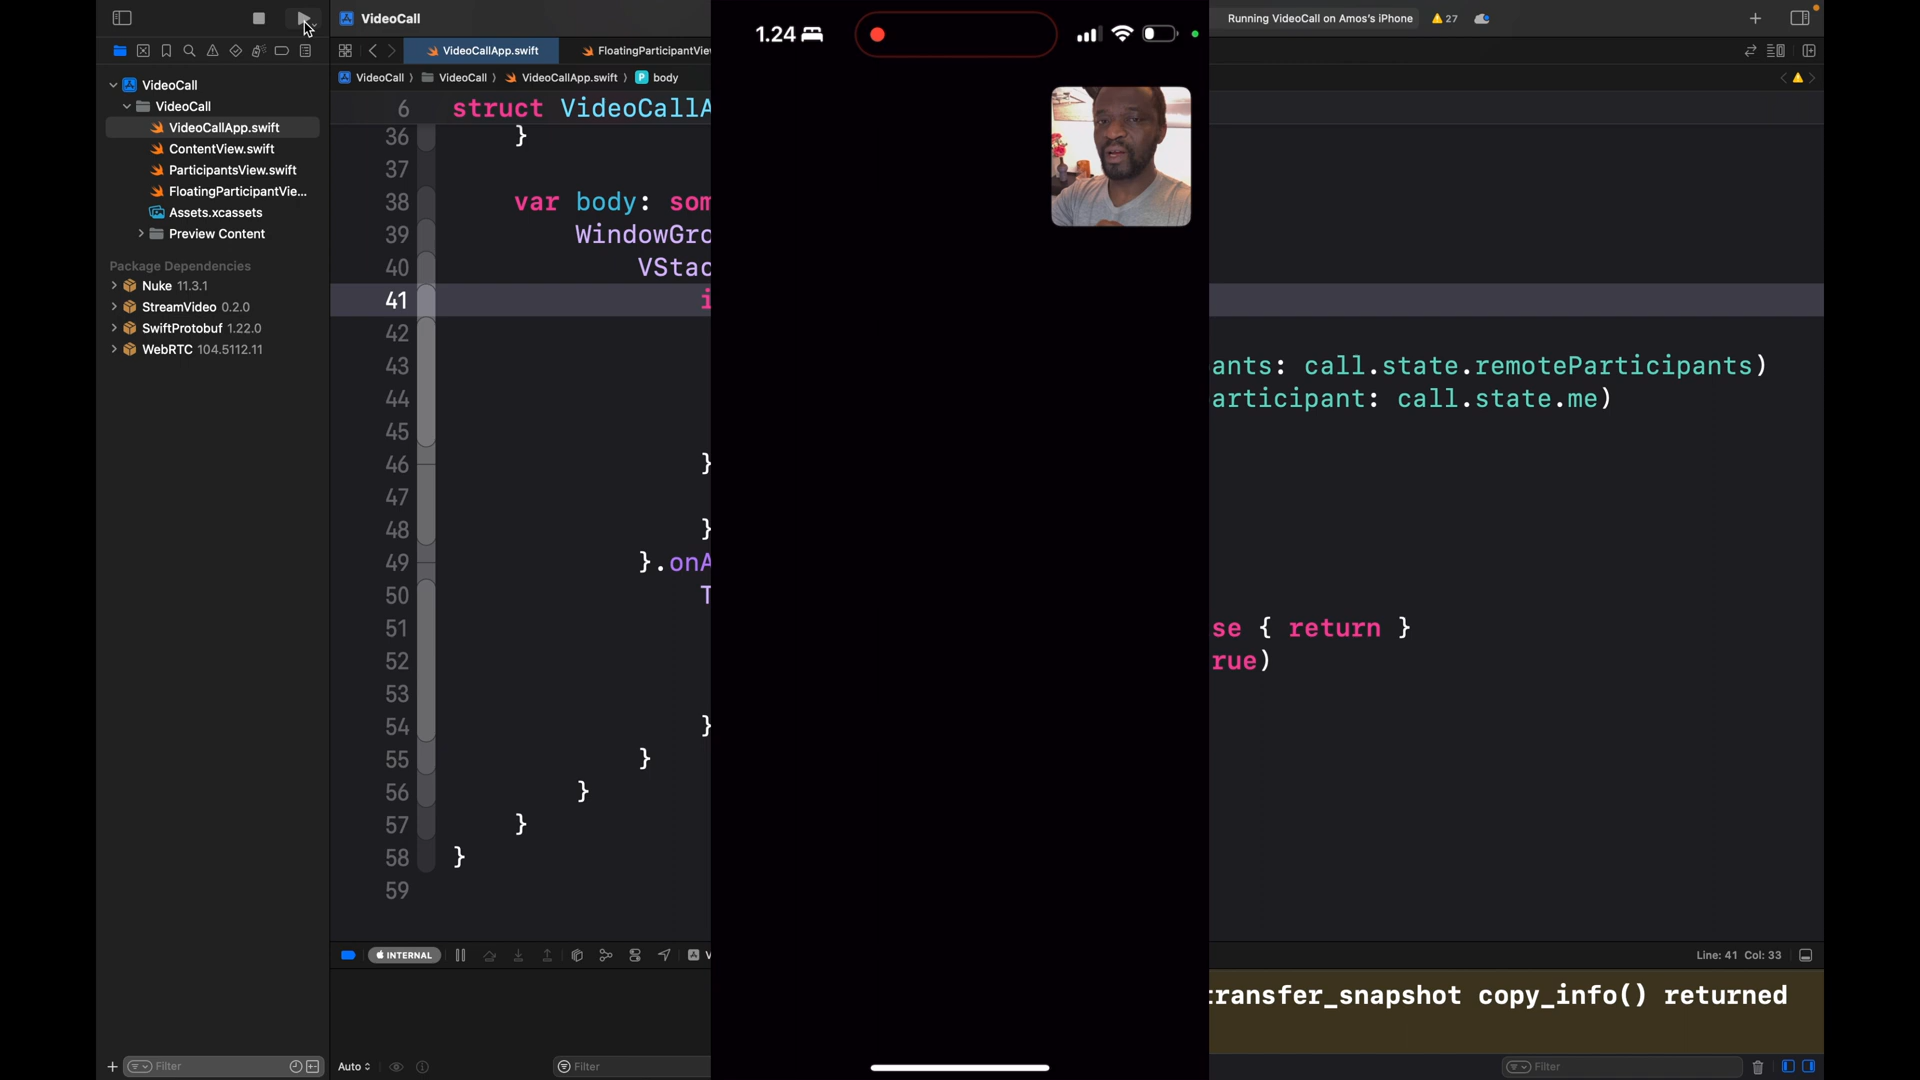 VideoCall
Running VideoCall on Amos's iPhone
27
VideoCallApp.swift
FloatingParticipantView
VideoCall
VideoCall
VideoCallApp.swift
body
VideoCall
VideoCall
VideoCallApp.swift
ContentView.swift
ParticipantsView.swift
FloatingParticipantVie...
Assets.xcassets
Preview Content
Package Dependencies
Nuke 11.3.1
StreamVideo 0.2.0
SwiftProtobuf 1.22.0
WebRTC 104.5112.11
6 struct VideoCallA
36 }
37
38 var body: som
39 WindowGro
40 VStac
41 i
42
43 ants: call.state.remoteParticipants)
44 articipant: call.state.me)
45
46 }
47
48 }
49 }.onA
50 T
51 se { return }
52 rue)
53
54 }
55 }
56 }
57 }
58 }
59
1.24
INTERNAL
V
Line: 41 Col: 33
transfer_snapshot copy_info() returned
Filter
Auto
Filter
Filter